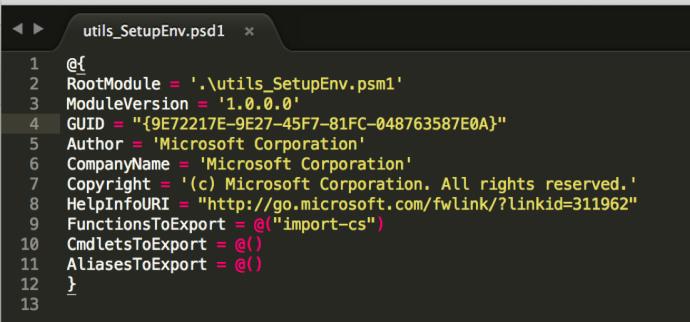 utils_SetupEnv.psd1 ×
1 @{
2 RootModule = '.\utils_SetupEnv.psm1'
3 ModuleVersion = '1.0.0.0'
4 GUID = "{9E72217E-9E27-45F7-81FC-048763587E0A}"
5 Author = 'Microsoft Corporation'
6 CompanyName = 'Microsoft Corporation'
7 Copyright = '(c) Microsoft Corporation. All rights reserved.'
8 HelpInfoURI = "http://go.microsoft.com/fwlink/?linkid=311962"
9 FunctionsToExport = @("import-cs")
10 CmdletsToExport = @()
11 AliasesToExport = @()
12 }
13